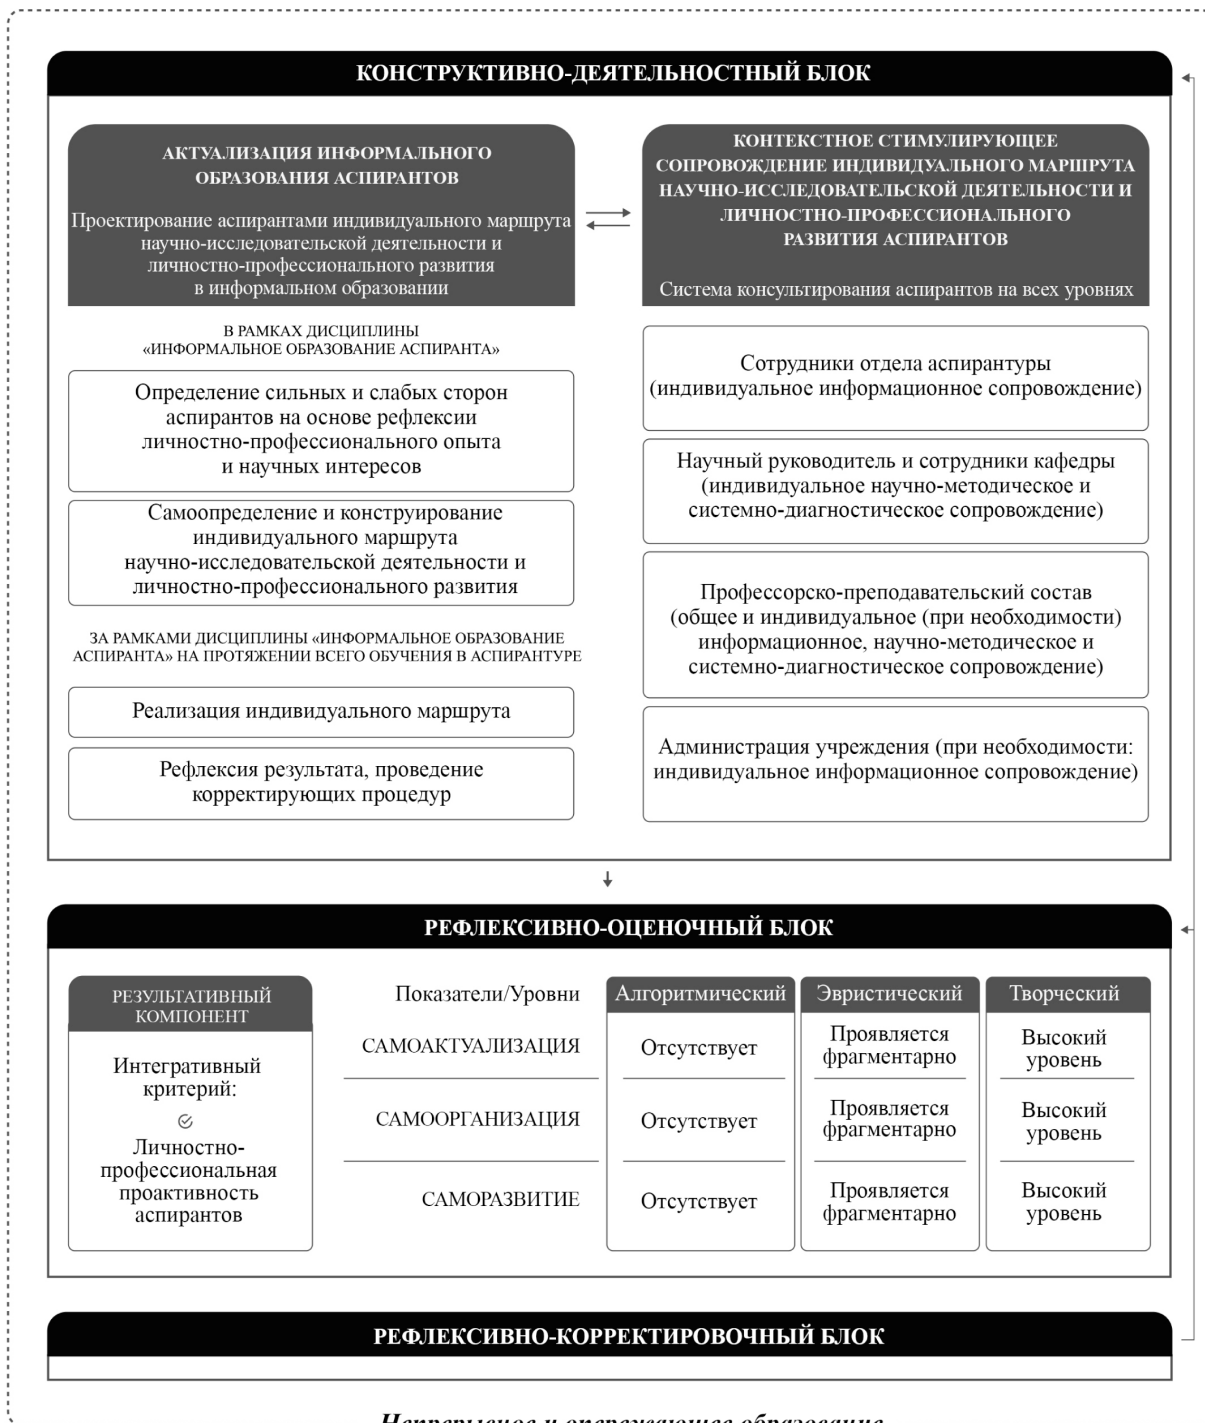 КОНСТРУКТИВНО-ДЕЯТЕЛЬНОСТНЫЙ БЛОК
АКТУАЛИЗАЦИЯ ИНФОРМАЛЬНОГО
ОБРАЗОВАНИЯ АСПИРАНТОВ
Проектирование аспирантами индивидуального маршрута
научно-исследовательской деятельности и
личностно-профессионального развития
в информальном образовании
В РАМКАХ ДИСЦИПЛИНЫ
«ИНФОРМАЛЬНОЕ ОБРАЗОВАНИЕ АСПИРАНТА»
Определение сильных и слабых сторон
аспирантов на основе рефлексии
личностно-профессионального опыта
и научных интересов
Самоопределение и конструирование
индивидуального маршрута
научно-исследовательской деятельности и
личностно-профессионального развития
ЗА РАМКАМИ ДИСЦИПЛИНЫ «ИНФОРМАЛЬНОЕ ОБРАЗОВАНИЕ
АСПИРАНТА» НА ПРОТЯЖЕНИИ ВСЕГО ОБУЧЕНИЯ В АСПИРАНТУРЕ
Реализация индивидуального маршрута
Рефлексия результата, проведение
корректирующих процедур
КОНТЕКСТНОЕ СТИМУЛИРУЮЩЕЕ
СОПРОВОЖДЕНИЕ ИНДИВИДУАЛЬНОГО МАРШРУТА
НАУЧНО-ИССЛЕДОВАТЕЛЬСКОЙ ДЕЯТЕЛЬНОСТИ И
ЛИЧНОСТНО-ПРОФЕССИОНАЛЬНОГО
РАЗВИТИЯ АСПИРАНТОВ
Система консультирования аспирантов на всех уровнях
Сотрудники отдела аспирантуры
(индивидуальное информационное сопровождение)
Научный руководитель и сотрудники кафедры
(индивидуальное научно-методическое и
системно-диагностическое сопровождение)
Профессорско-преподавательский состав
(общее и индивидуальное (при необходимости)
информационное, научно-методическое и
системно-диагностическое сопровождение)
Администрация учреждения (при необходимости:
индивидуальное информационное сопровождение)
РЕФЛЕКСИВНО-ОЦЕНОЧНЫЙ БЛОК
РЕЗУЛЬТАТИВНЫЙ
КОМПОНЕНТ
Интегративный
критерий:
Личностно-
профессиональная
проактивность
аспирантов
Показатели/Уровни Алгоритмический Эвристический Творческий
САМОАКТУАЛИЗАЦИЯ Отсутствует Проявляется фрагментарно Высокий уровень
САМООРГАНИЗАЦИЯ Отсутствует Проявляется фрагментарно Высокий уровень
САМОРАЗВИТИЕ Отсутствует Проявляется фрагментарно Высокий уровень
РЕФЛЕКСИВНО-КОРРЕКТИРОВОЧНЫЙ БЛОК
Непрерывное и опережающее образование